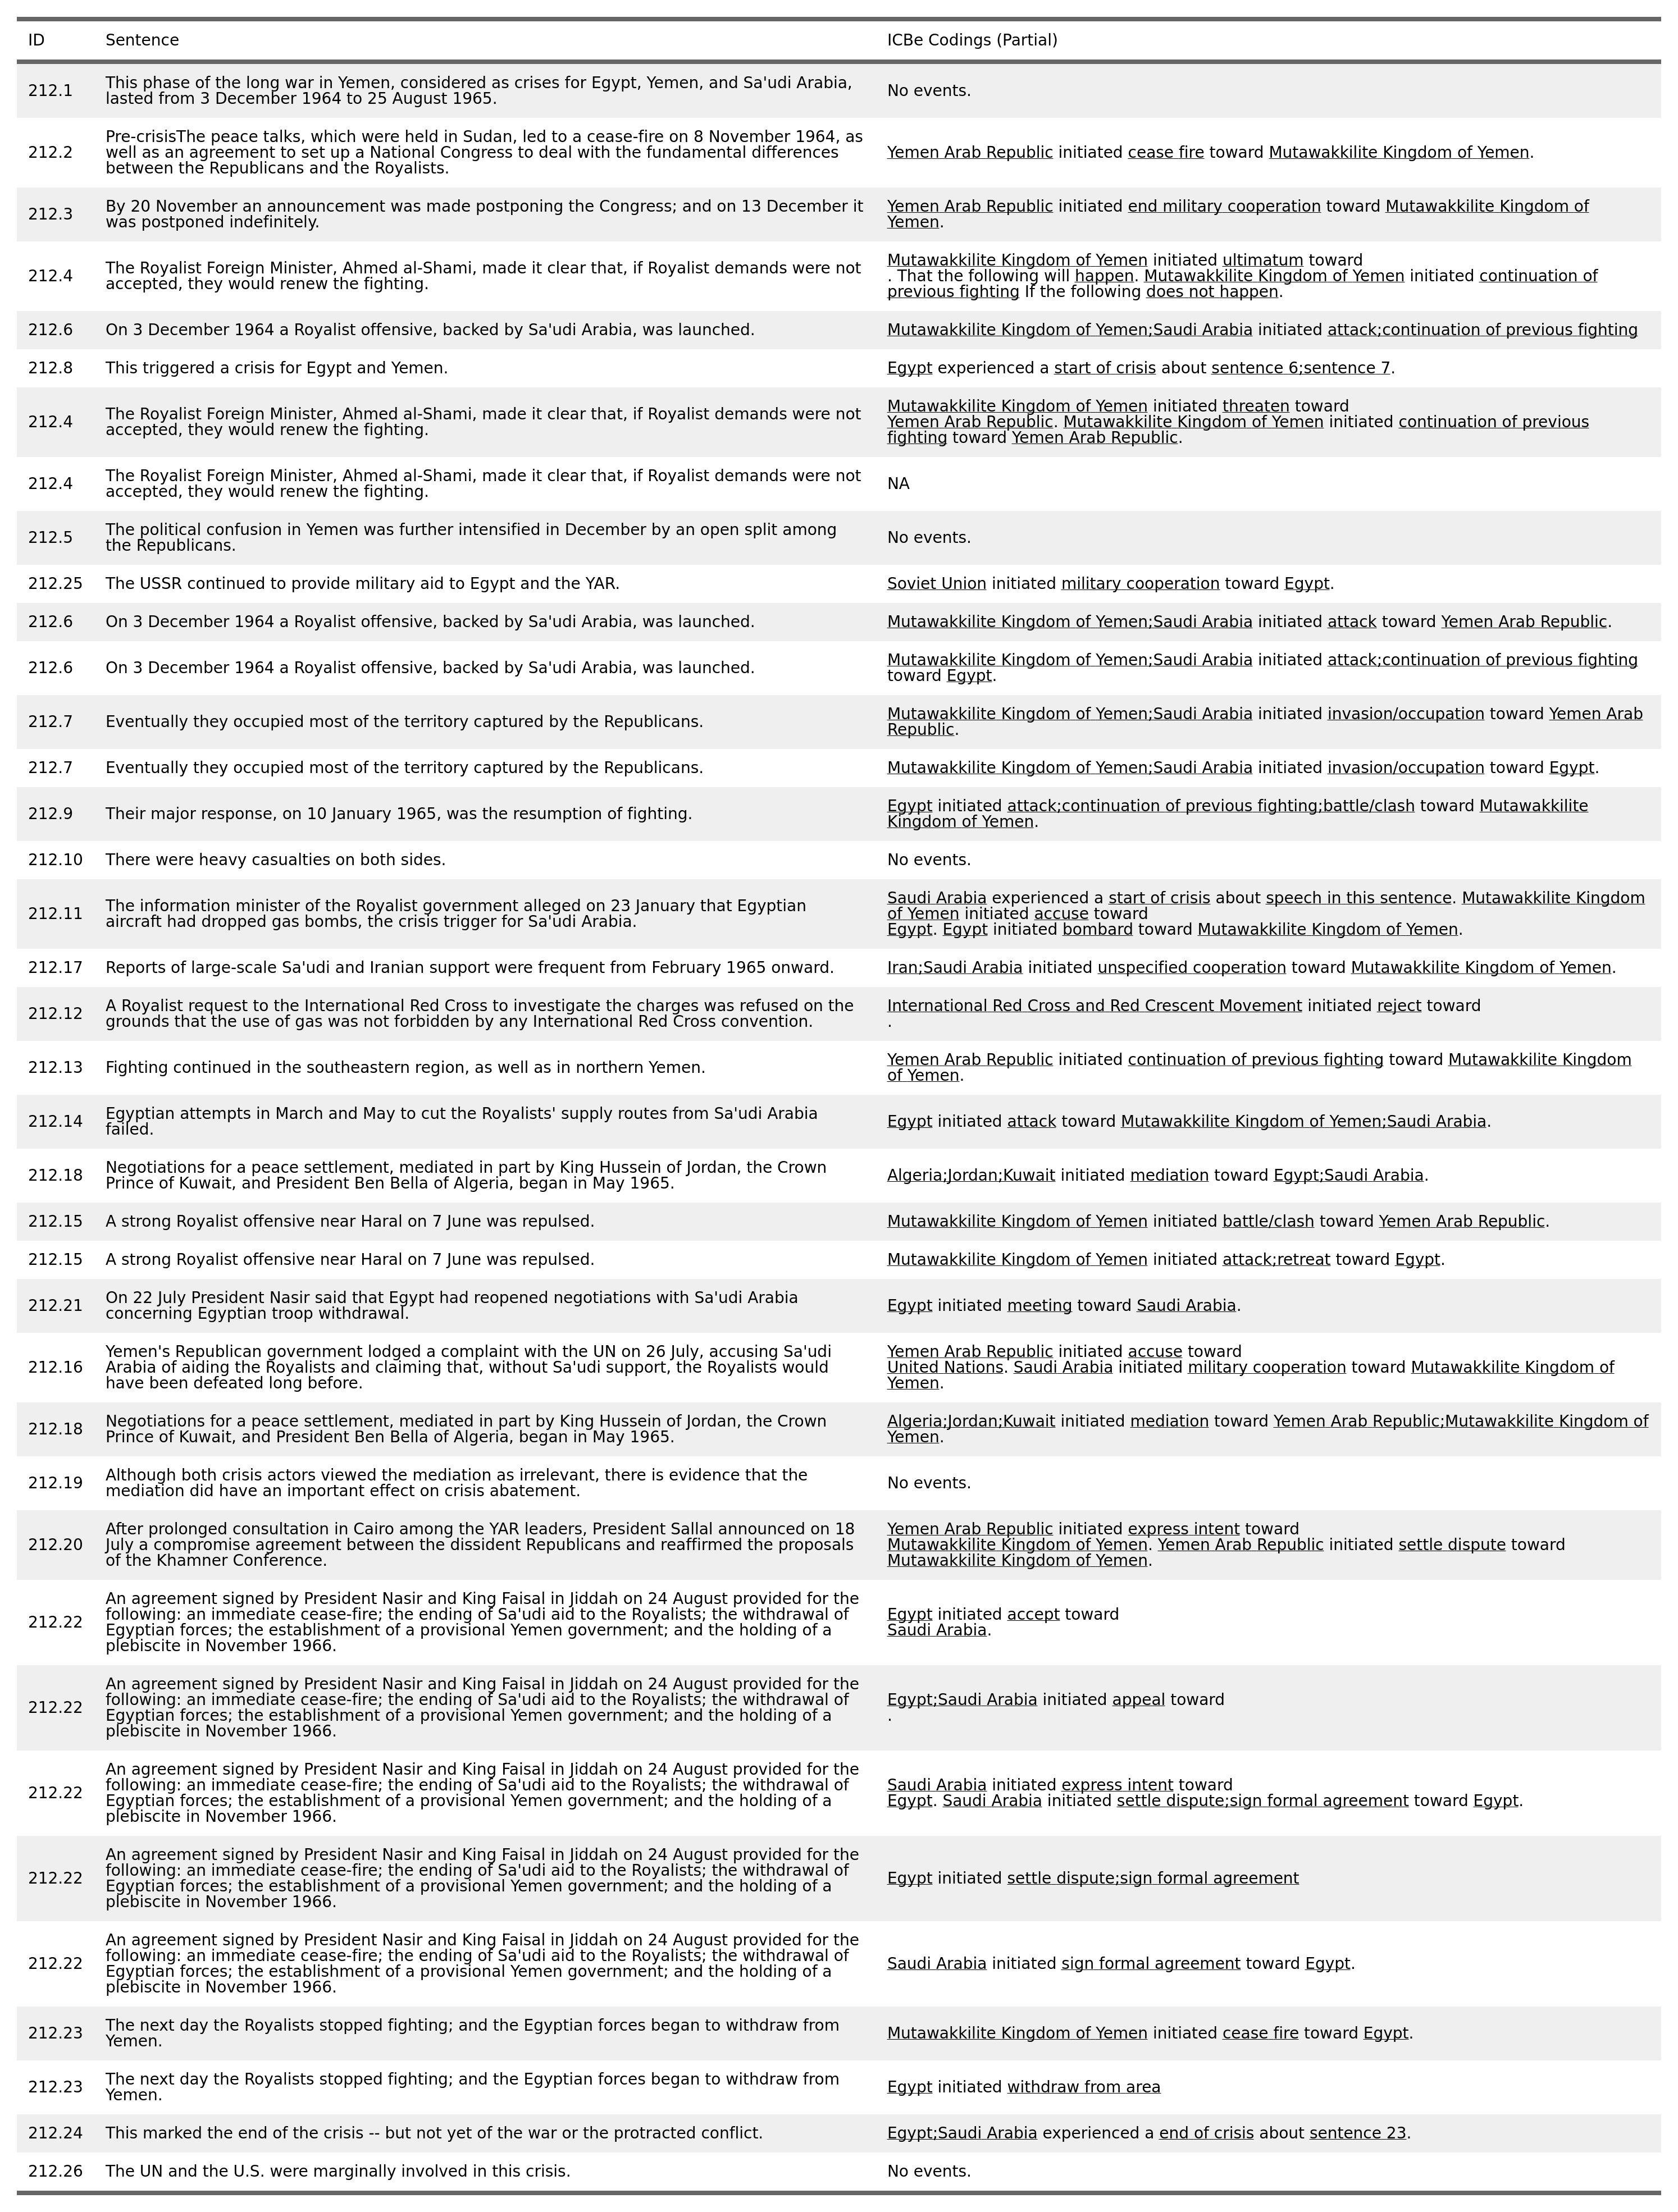 ID Sentence ICBe Codings (Partial)
212.1 This phase of the long war in Yemen, considered as crises for Egypt, Yemen, and Sa'udi Arabia,
lasted from 3 December 1964 to 25 August 1965.
No events.
212.2 Pre-crisisThe peace talks, which were held in Sudan, led to a cease-fire on 8 November 1964, as
well as an agreement to set up a National Congress to deal with the fundamental differences
between the Republicans and the Royalists.
Yemen Arab Republic initiated cease fire toward Mutawakkilite Kingdom of Yemen.
212.3 By 20 November an announcement was made postponing the Congress; and on 13 December it
was postponed indefinitely.
Yemen Arab Republic initiated end military cooperation toward Mutawakkilite Kingdom of
Yemen.
212.4 The Royalist Foreign Minister, Ahmed al-Shami, made it clear that, if Royalist demands were not
accepted, they would renew the fighting.
Mutawakkilite Kingdom of Yemen initiated ultimatum toward
. That the following will happen. Mutawakkilite Kingdom of Yemen initiated continuation of
previous fighting If the following does not happen.
212.6 On 3 December 1964 a Royalist offensive, backed by Sa'udi Arabia, was launched.
Mutawakkilite Kingdom of Yemen;Saudi Arabia initiated attack;continuation of previous fighting
212.8 This triggered a crisis for Egypt and Yemen.
Egypt experienced a start of crisis about sentence 6;sentence 7.
212.4 The Royalist Foreign Minister, Ahmed al-Shami, made it clear that, if Royalist demands were not
accepted, they would renew the fighting.
Mutawakkilite Kingdom of Yemen initiated threaten toward
Yemen Arab Republic. Mutawakkilite Kingdom of Yemen initiated continuation of previous
fighting toward Yemen Arab Republic.
212.4 The Royalist Foreign Minister, Ahmed al-Shami, made it clear that, if Royalist demands were not
accepted, they would renew the fighting.
NA
212.5 The political confusion in Yemen was further intensified in December by an open split among
the Republicans.
No events.
212.25 The USSR continued to provide military aid to Egypt and the YAR.
Soviet Union initiated military cooperation toward Egypt.
212.6 On 3 December 1964 a Royalist offensive, backed by Sa'udi Arabia, was launched.
Mutawakkilite Kingdom of Yemen;Saudi Arabia initiated attack toward Yemen Arab Republic.
212.6 On 3 December 1964 a Royalist offensive, backed by Sa'udi Arabia, was launched.
Mutawakkilite Kingdom of Yemen;Saudi Arabia initiated attack;continuation of previous fighting
toward Egypt.
212.7 Eventually they occupied most of the territory captured by the Republicans.
Mutawakkilite Kingdom of Yemen;Saudi Arabia initiated invasion/occupation toward Yemen Arab
Republic.
212.7 Eventually they occupied most of the territory captured by the Republicans.
Mutawakkilite Kingdom of Yemen;Saudi Arabia initiated invasion/occupation toward Egypt.
212.9 Their major response, on 10 January 1965, was the resumption of fighting.
Egypt initiated attack;continuation of previous fighting;battle/clash toward Mutawakkilite
Kingdom of Yemen.
212.10 There were heavy casualties on both sides.
No events.
212.11 The information minister of the Royalist government alleged on 23 January that Egyptian
aircraft had dropped gas bombs, the crisis trigger for Sa'udi Arabia.
Saudi Arabia experienced a start of crisis about speech in this sentence. Mutawakkilite Kingdom
of Yemen initiated accuse toward
Egypt. Egypt initiated bombard toward Mutawakkilite Kingdom of Yemen.
212.17 Reports of large-scale Sa'udi and Iranian support were frequent from February 1965 onward.
Iran;Saudi Arabia initiated unspecified cooperation toward Mutawakkilite Kingdom of Yemen.
212.12 A Royalist request to the International Red Cross to investigate the charges was refused on the
grounds that the use of gas was not forbidden by any International Red Cross convention.
International Red Cross and Red Crescent Movement initiated reject toward
.
212.13 Fighting continued in the southeastern region, as well as in northern Yemen.
Yemen Arab Republic initiated continuation of previous fighting toward Mutawakkilite Kingdom
of Yemen.
212.14 Egyptian attempts in March and May to cut the Royalists' supply routes from Sa'udi Arabia
failed.
Egypt initiated attack toward Mutawakkilite Kingdom of Yemen;Saudi Arabia.
212.18 Negotiations for a peace settlement, mediated in part by King Hussein of Jordan, the Crown
Prince of Kuwait, and President Ben Bella of Algeria, began in May 1965.
Algeria;Jordan;Kuwait initiated mediation toward Egypt;Saudi Arabia.
212.15 A strong Royalist offensive near Haral on 7 June was repulsed.
Mutawakkilite Kingdom of Yemen initiated battle/clash toward Yemen Arab Republic.
212.15 A strong Royalist offensive near Haral on 7 June was repulsed.
Mutawakkilite Kingdom of Yemen initiated attack;retreat toward Egypt.
212.21 On 22 July President Nasir said that Egypt had reopened negotiations with Sa'udi Arabia
concerning Egyptian troop withdrawal.
Egypt initiated meeting toward Saudi Arabia.
212.16 Yemen's Republican government lodged a complaint with the UN on 26 July, accusing Sa'udi
Arabia of aiding the Royalists and claiming that, without Sa'udi support, the Royalists would
have been defeated long before.
Yemen Arab Republic initiated accuse toward
United Nations. Saudi Arabia initiated military cooperation toward Mutawakkilite Kingdom of
Yemen.
212.18 Negotiations for a peace settlement, mediated in part by King Hussein of Jordan, the Crown
Prince of Kuwait, and President Ben Bella of Algeria, began in May 1965.
Algeria;Jordan;Kuwait initiated mediation toward Yemen Arab Republic;Mutawakkilite Kingdom of
Yemen.
212.19 Although both crisis actors viewed the mediation as irrelevant, there is evidence that the
mediation did have an important effect on crisis abatement.
No events.
212.20 After prolonged consultation in Cairo among the YAR leaders, President Sallal announced on 18
July a compromise agreement between the dissident Republicans and reaffirmed the proposals
of the Khamner Conference.
Yemen Arab Republic initiated express intent toward
Mutawakkilite Kingdom of Yemen. Yemen Arab Republic initiated settle dispute toward
Mutawakkilite Kingdom of Yemen.
212.22 An agreement signed by President Nasir and King Faisal in Jiddah on 24 August provided for the
following: an immediate cease-fire; the ending of Sa'udi aid to the Royalists; the withdrawal of
Egyptian forces; the establishment of a provisional Yemen government; and the holding of a
plebiscite in November 1966.
Egypt initiated accept toward
Saudi Arabia.
212.22 An agreement signed by President Nasir and King Faisal in Jiddah on 24 August provided for the
following: an immediate cease-fire; the ending of Sa'udi aid to the Royalists; the withdrawal of
Egyptian forces; the establishment of a provisional Yemen government; and the holding of a
plebiscite in November 1966.
Egypt;Saudi Arabia initiated appeal toward
.
212.22 An agreement signed by President Nasir and King Faisal in Jiddah on 24 August provided for the
following: an immediate cease-fire; the ending of Sa'udi aid to the Royalists; the withdrawal of
Egyptian forces; the establishment of a provisional Yemen government; and the holding of a
plebiscite in November 1966.
Saudi Arabia initiated express intent toward
Egypt. Saudi Arabia initiated settle dispute;sign formal agreement toward Egypt.
212.22 An agreement signed by President Nasir and King Faisal in Jiddah on 24 August provided for the
following: an immediate cease-fire; the ending of Sa'udi aid to the Royalists; the withdrawal of
Egyptian forces; the establishment of a provisional Yemen government; and the holding of a
plebiscite in November 1966.
Egypt initiated settle dispute;sign formal agreement
212.22 An agreement signed by President Nasir and King Faisal in Jiddah on 24 August provided for the
following: an immediate cease-fire; the ending of Sa'udi aid to the Royalists; the withdrawal of
Egyptian forces; the establishment of a provisional Yemen government; and the holding of a
plebiscite in November 1966.
Saudi Arabia initiated sign formal agreement toward Egypt.
212.23 The next day the Royalists stopped fighting; and the Egyptian forces began to withdraw from
Yemen.
Mutawakkilite Kingdom of Yemen initiated cease fire toward Egypt.
212.23 The next day the Royalists stopped fighting; and the Egyptian forces began to withdraw from
Yemen.
Egypt initiated withdraw from area
212.24 This marked the end of the crisis -- but not yet of the war or the protracted conflict.
Egypt;Saudi Arabia experienced a end of crisis about sentence 23.
212.26 The UN and the U.S. were marginally involved in this crisis.
No events.